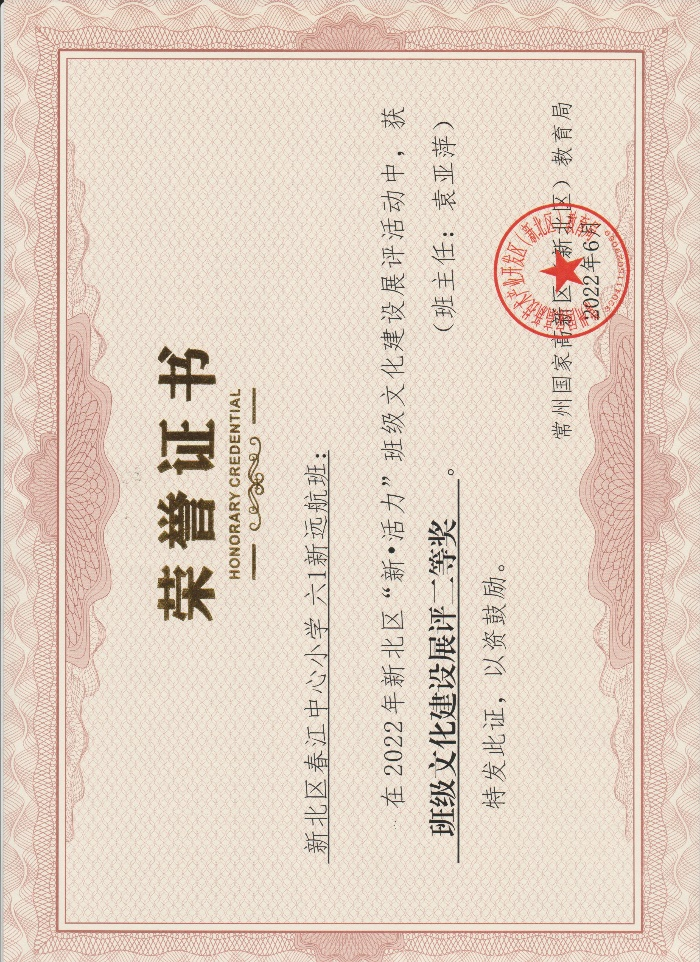 荣誉证书
HONORARY CREDENTIAL
新北区春江中心小学 六1新远航班：
在2022年新北区“新•活力”班级文化建设展评活动中，获
班级文化建设展评二等奖。（班主任：袁亚萍）
特发此证，以资鼓励。
常州国家高新区（新北区）教育局
2022年6月